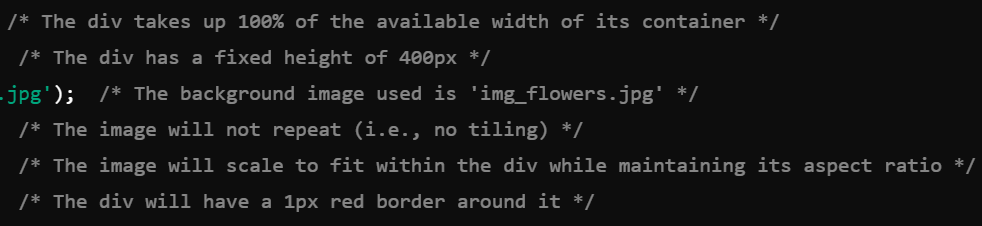 /* The div takes up 100% of the available width of its container */
/* The div has a fixed height of 400px */
.jpg');  /* The background image used is 'img_flowers.jpg' */
/* The image will not repeat (i.e., no tiling) */
/* The image will scale to fit within the div while maintaining its aspect ratio */
/* The div will have a 1px red border around it */